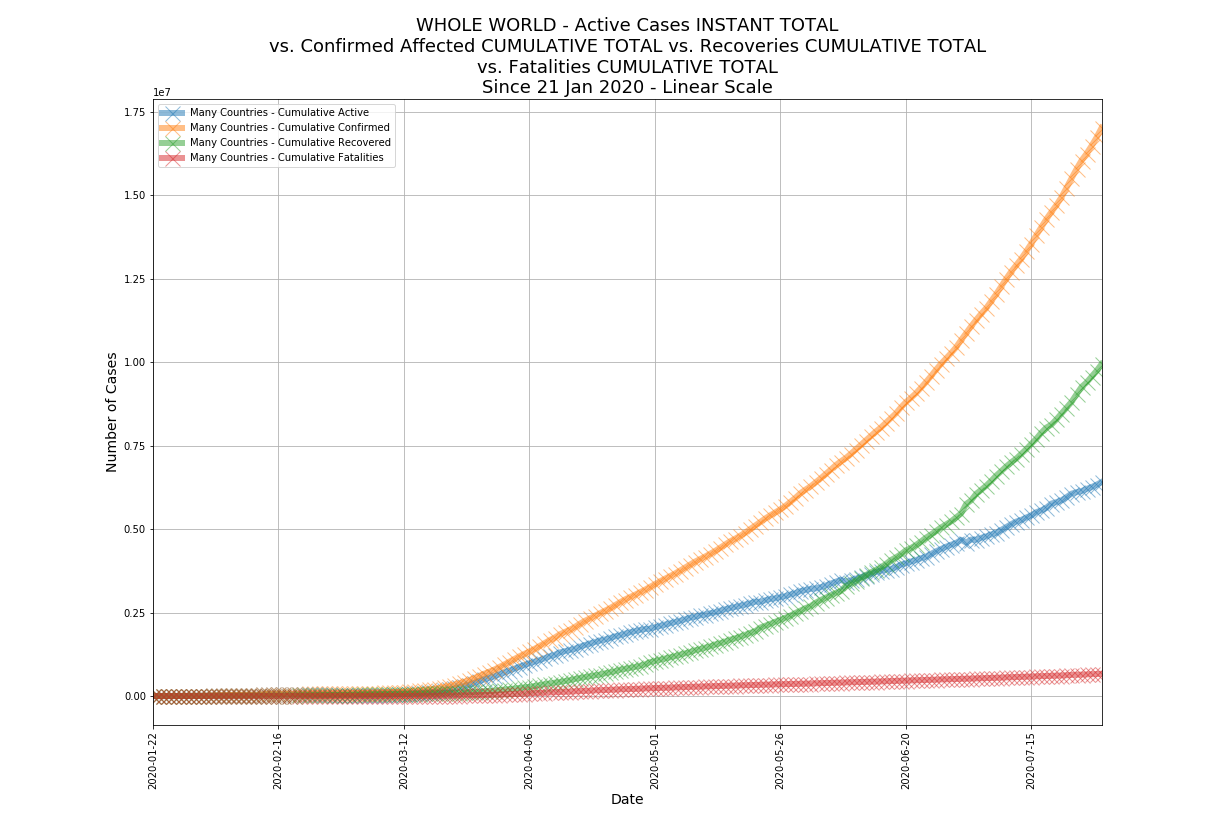 WHOLE WORLD - Active Cases INSTANT TOTAL
vs. Confirmed Affected CUMULATIVE TOTAL vs. Recoveries CUMULATIVE TOTAL
vs. Fatalities CUMULATIVE TOTAL
Since 21 Jan 2020 - Linear Scale
1e7
Many Countries - Cumulative Active
Many Countries - Cumulative Confirmed
Many Countries - Cumulative Recovered
Many Countries - Cumulative Fatalities
1.75
1.50
1.25
1.00
0.75
0.50
0.25
0.00
Number of Cases
2020-01-22
2020-02-16
2020-03-12
2020-04-06
2020-05-01
2020-05-26
2020-06-20
2020-07-15
Date